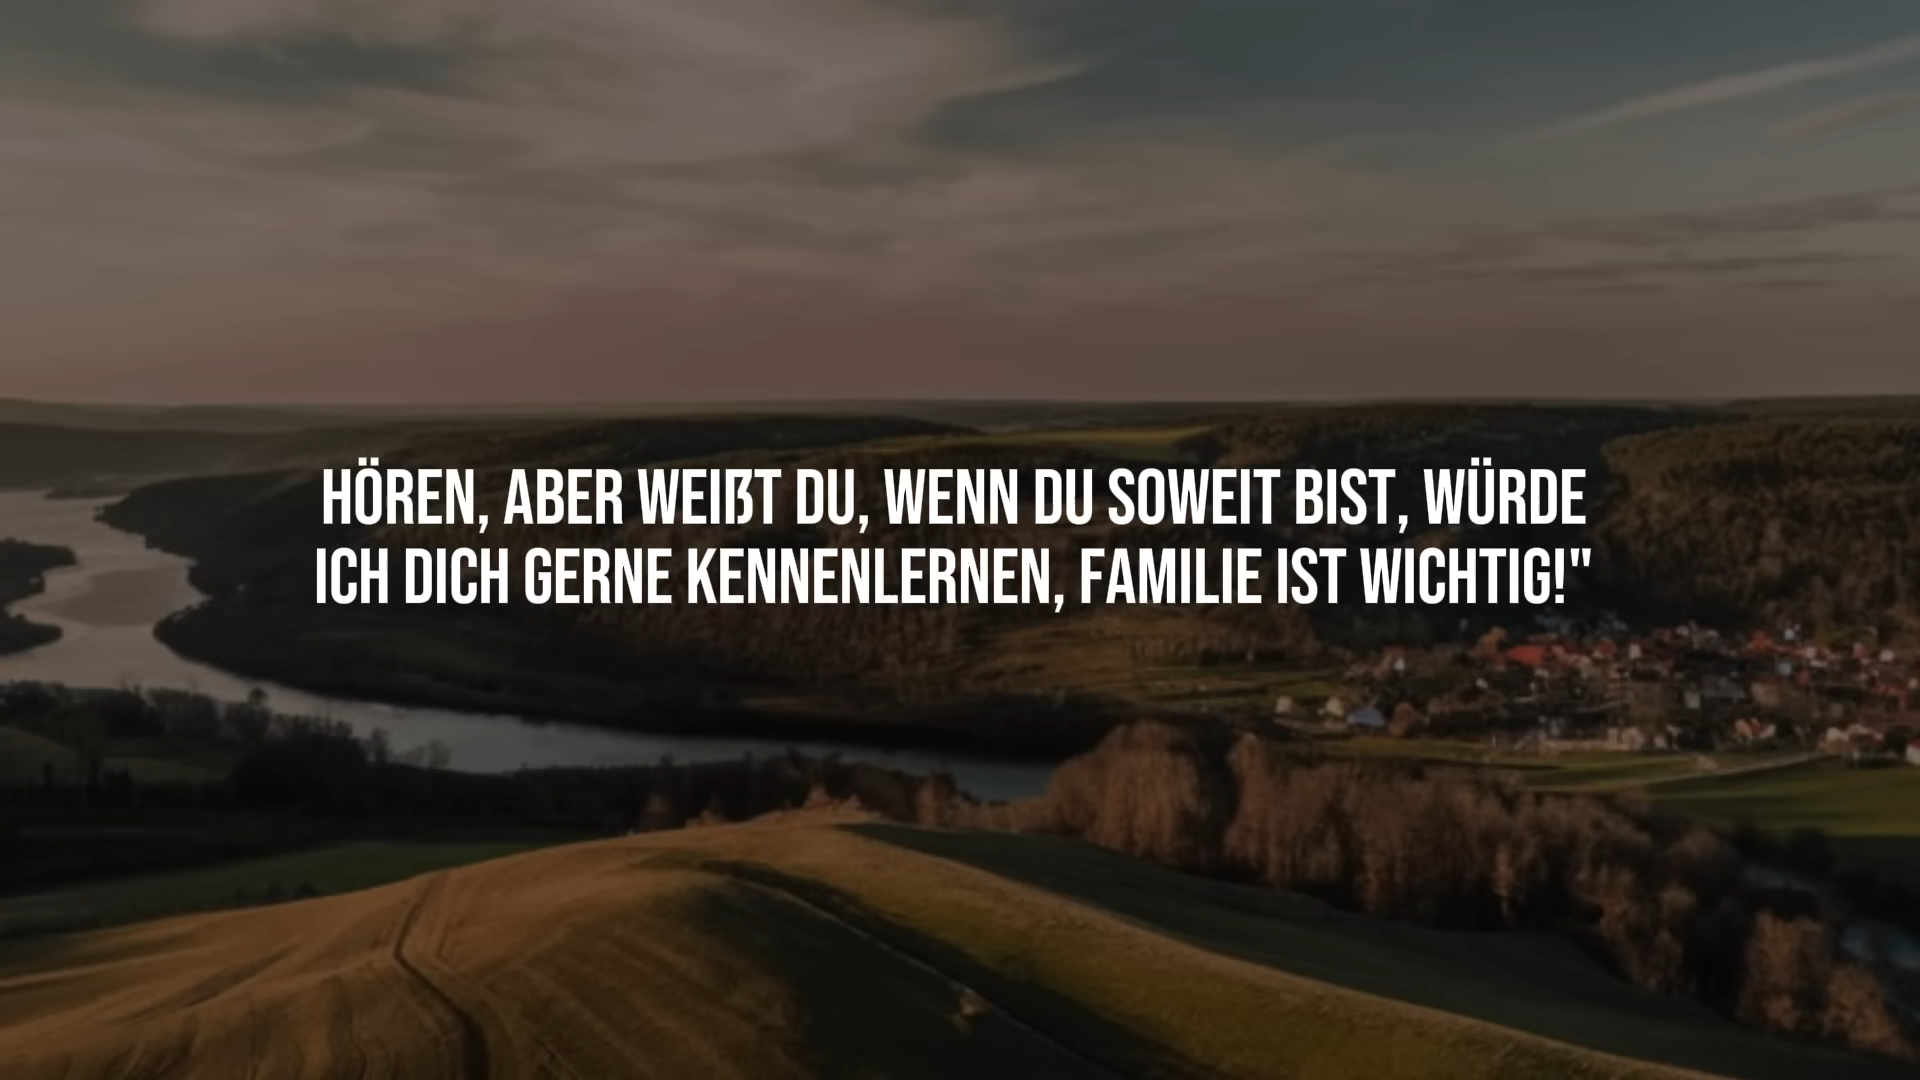 HÖREN, ABER WEIßT DU, WENN DU SOWEIT BIST, WÜRDE
ICH DICH GERNE KENNENLERNEN, FAMILIE IST WICHTIG!"